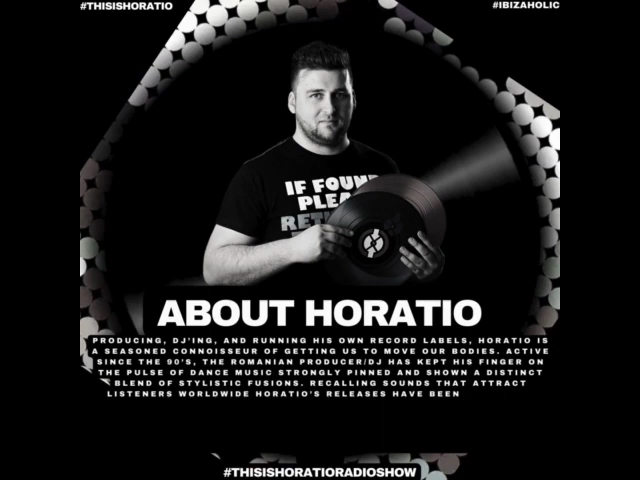 #THISISHORATIO
#IBIZAHOLIC
IF FOUND
PLEA
RET
ABOUT HORATIO
PRODUCING, DJ'ING, AND RUNNING HIS OWN RECORD LABELS, HORATIO IS
A SEASONED CONNOISSEUR OF GETTING US TO MOVE OUR BODIES. ACTIVE
SINCE THE 90'S, THE ROMANIAN PRODUCER/DJ HAS KEPT HIS FINGER ON
THE PULSE OF DANCE MUSIC STRONGLY PINNED AND SHOWN A DISTINCT
BLEND OF STYLISTIC FUSIONS. RECALLING SOUNDS THAT ATTRACT
LISTENERS WORLDWIDE HORATIO'S RELEASES HAVE BEEN
#THISISHORATIORADIOSHOW